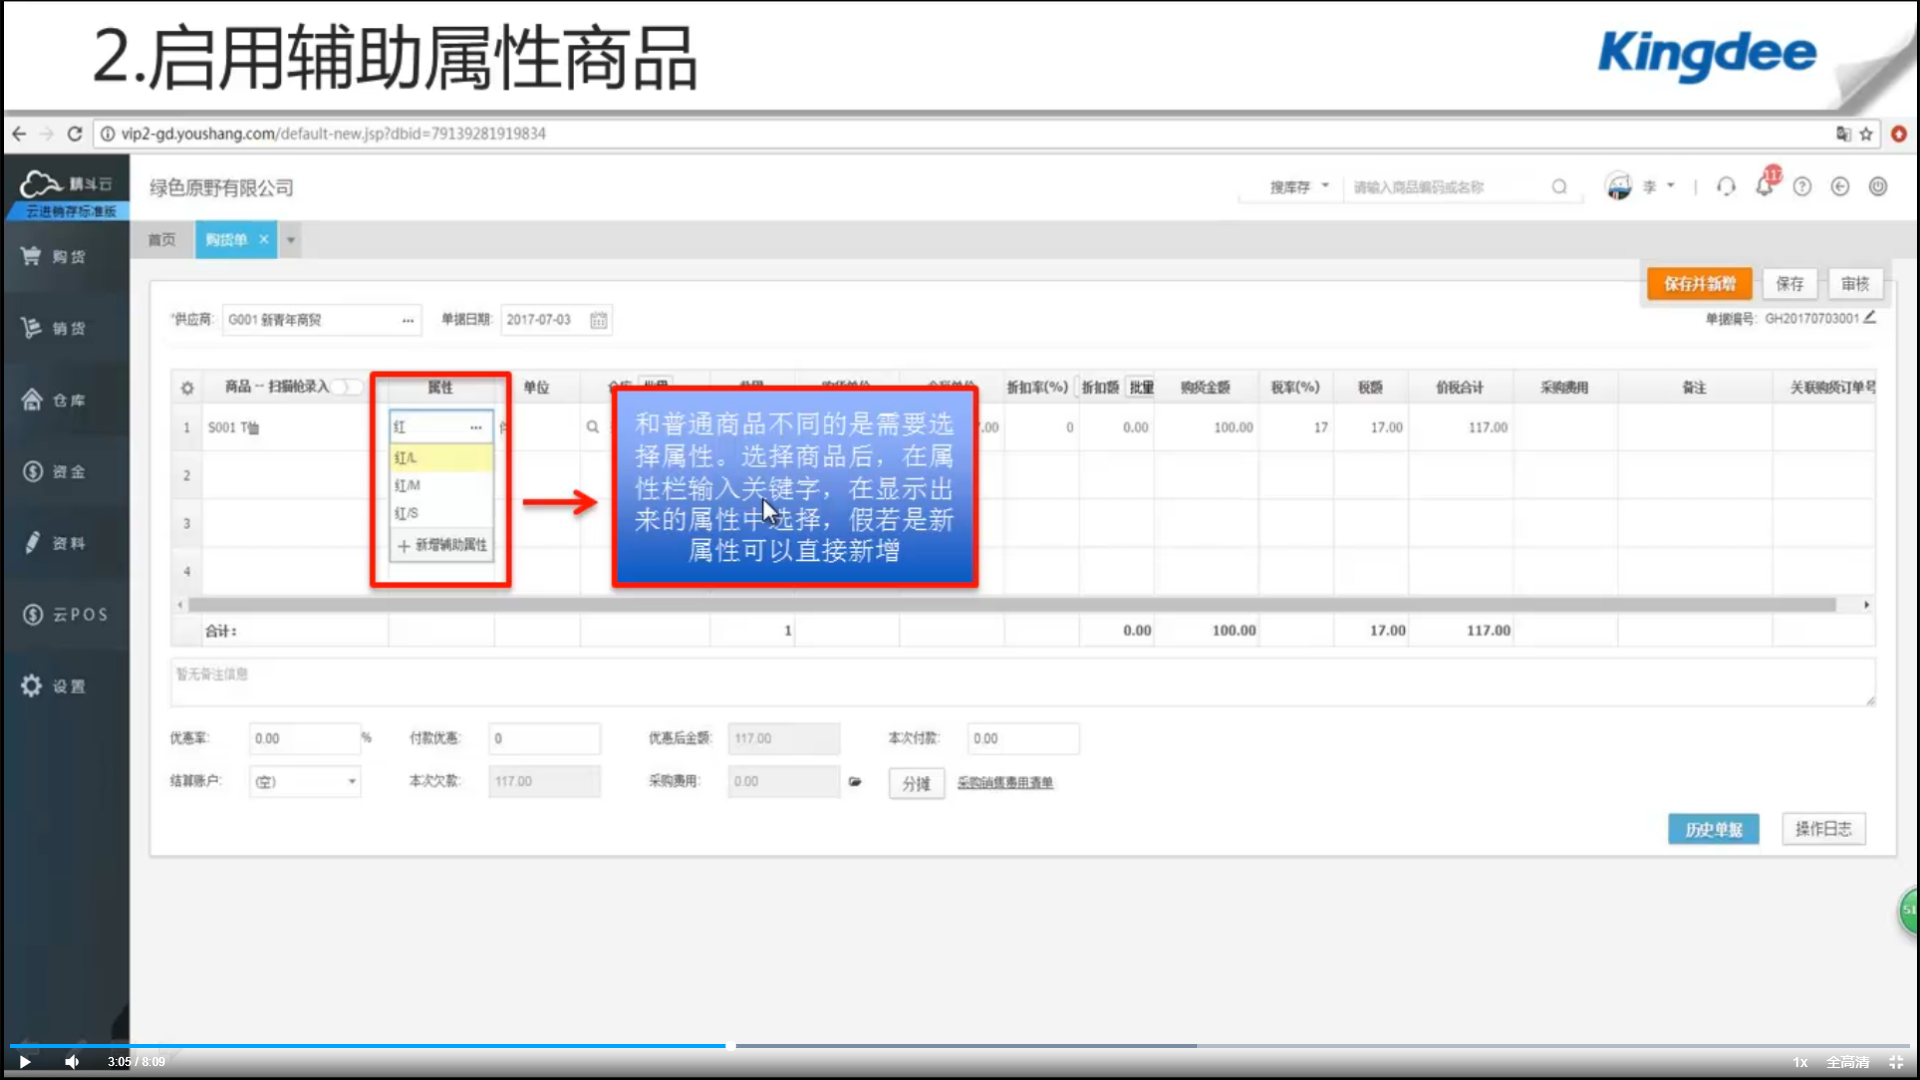 2.启用辅助属性商品
Kingdee
vip2-gd.youshang.com/default-new.jsp?dbid=79139281919834
精斗云
云进销存标准版
绿色原野有限公司
搜库存
请输入商品编码或名称
李
117
首页
购货单
购货
销货
仓库
资金
资料
云POS
设置
保存并新增
保存
审核
*供应商:
G001 新青年商贸
单据日期:
2017-07-03
单据编号:
GH20170703001
商品 -- 扫描枪录入
属性
单位
折扣率(%)
折扣额
批量
购货金额
税率(%)
税额
价税合计
采购费用
备注
关联购货订单号
1
S001 T恤
红
.00
0
0.00
100.00
17
17.00
117.00
红/L
红/M
红/S
新增辅助属性
2
3
4
和普通商品不同的是需要选
择属性。选择商品后，在属
性栏输入关键字，在显示出
来的属性中选择，假若是新
属性可以直接新增
合计:
1
0.00
100.00
17.00
117.00
暂无备注信息
优惠率:
0.00
%
付款优惠:
0
优惠后金额:
117.00
本次付款:
0.00
结算账户:
(空)
本次欠款:
117.00
采购费用:
0.00
分摊
采购销售费用清单
历史单据
操作日志
51
3:05 / 8:09
1x
全高清